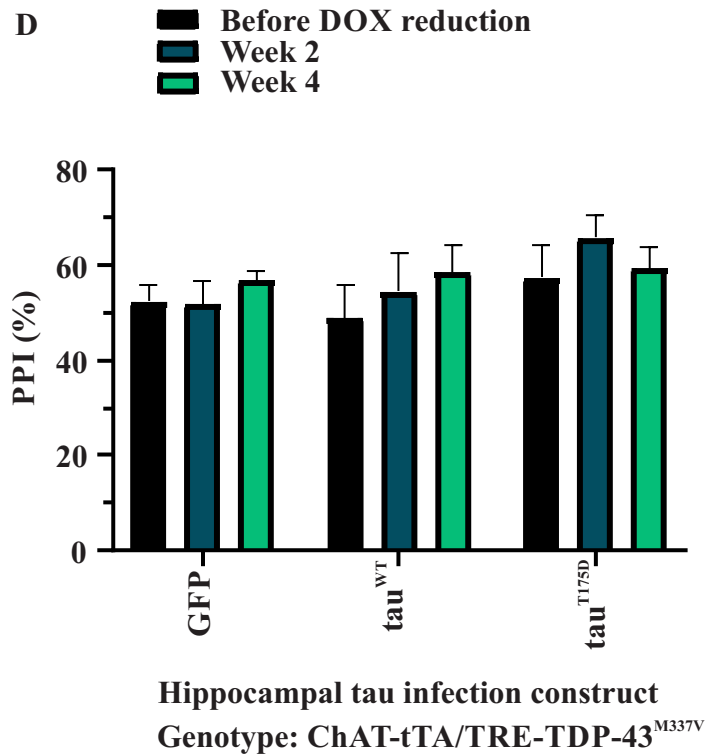 D
Before DOX reduction
Week 2
Week 4
PPI (%)
80
60
40
20
0
GFP
tau^WT
tau^T175D
Hippocampal tau infection construct
Genotype: ChAT-tTA/TRE-TDP-43^M337V